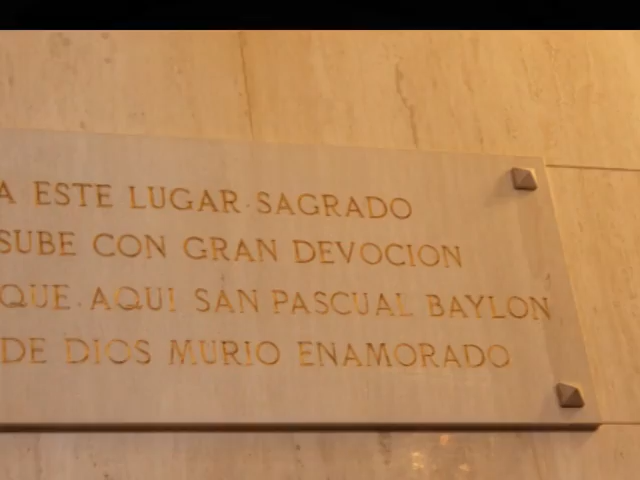 A ESTE LUGAR SAGRADO
SUBE CON GRAN DEVOCION
QUE AQUI SAN PASCUAL BAYLON
DE DIOS MURIO ENAMORADO